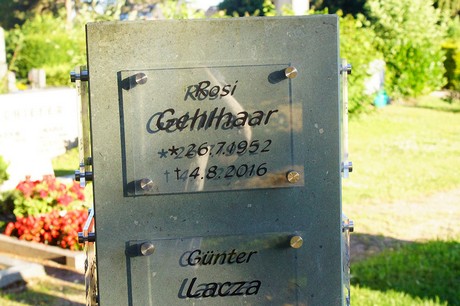 Rosi
Gehlhaar
* 26.7.1952
† 4.8.2016
Günter
Lacza